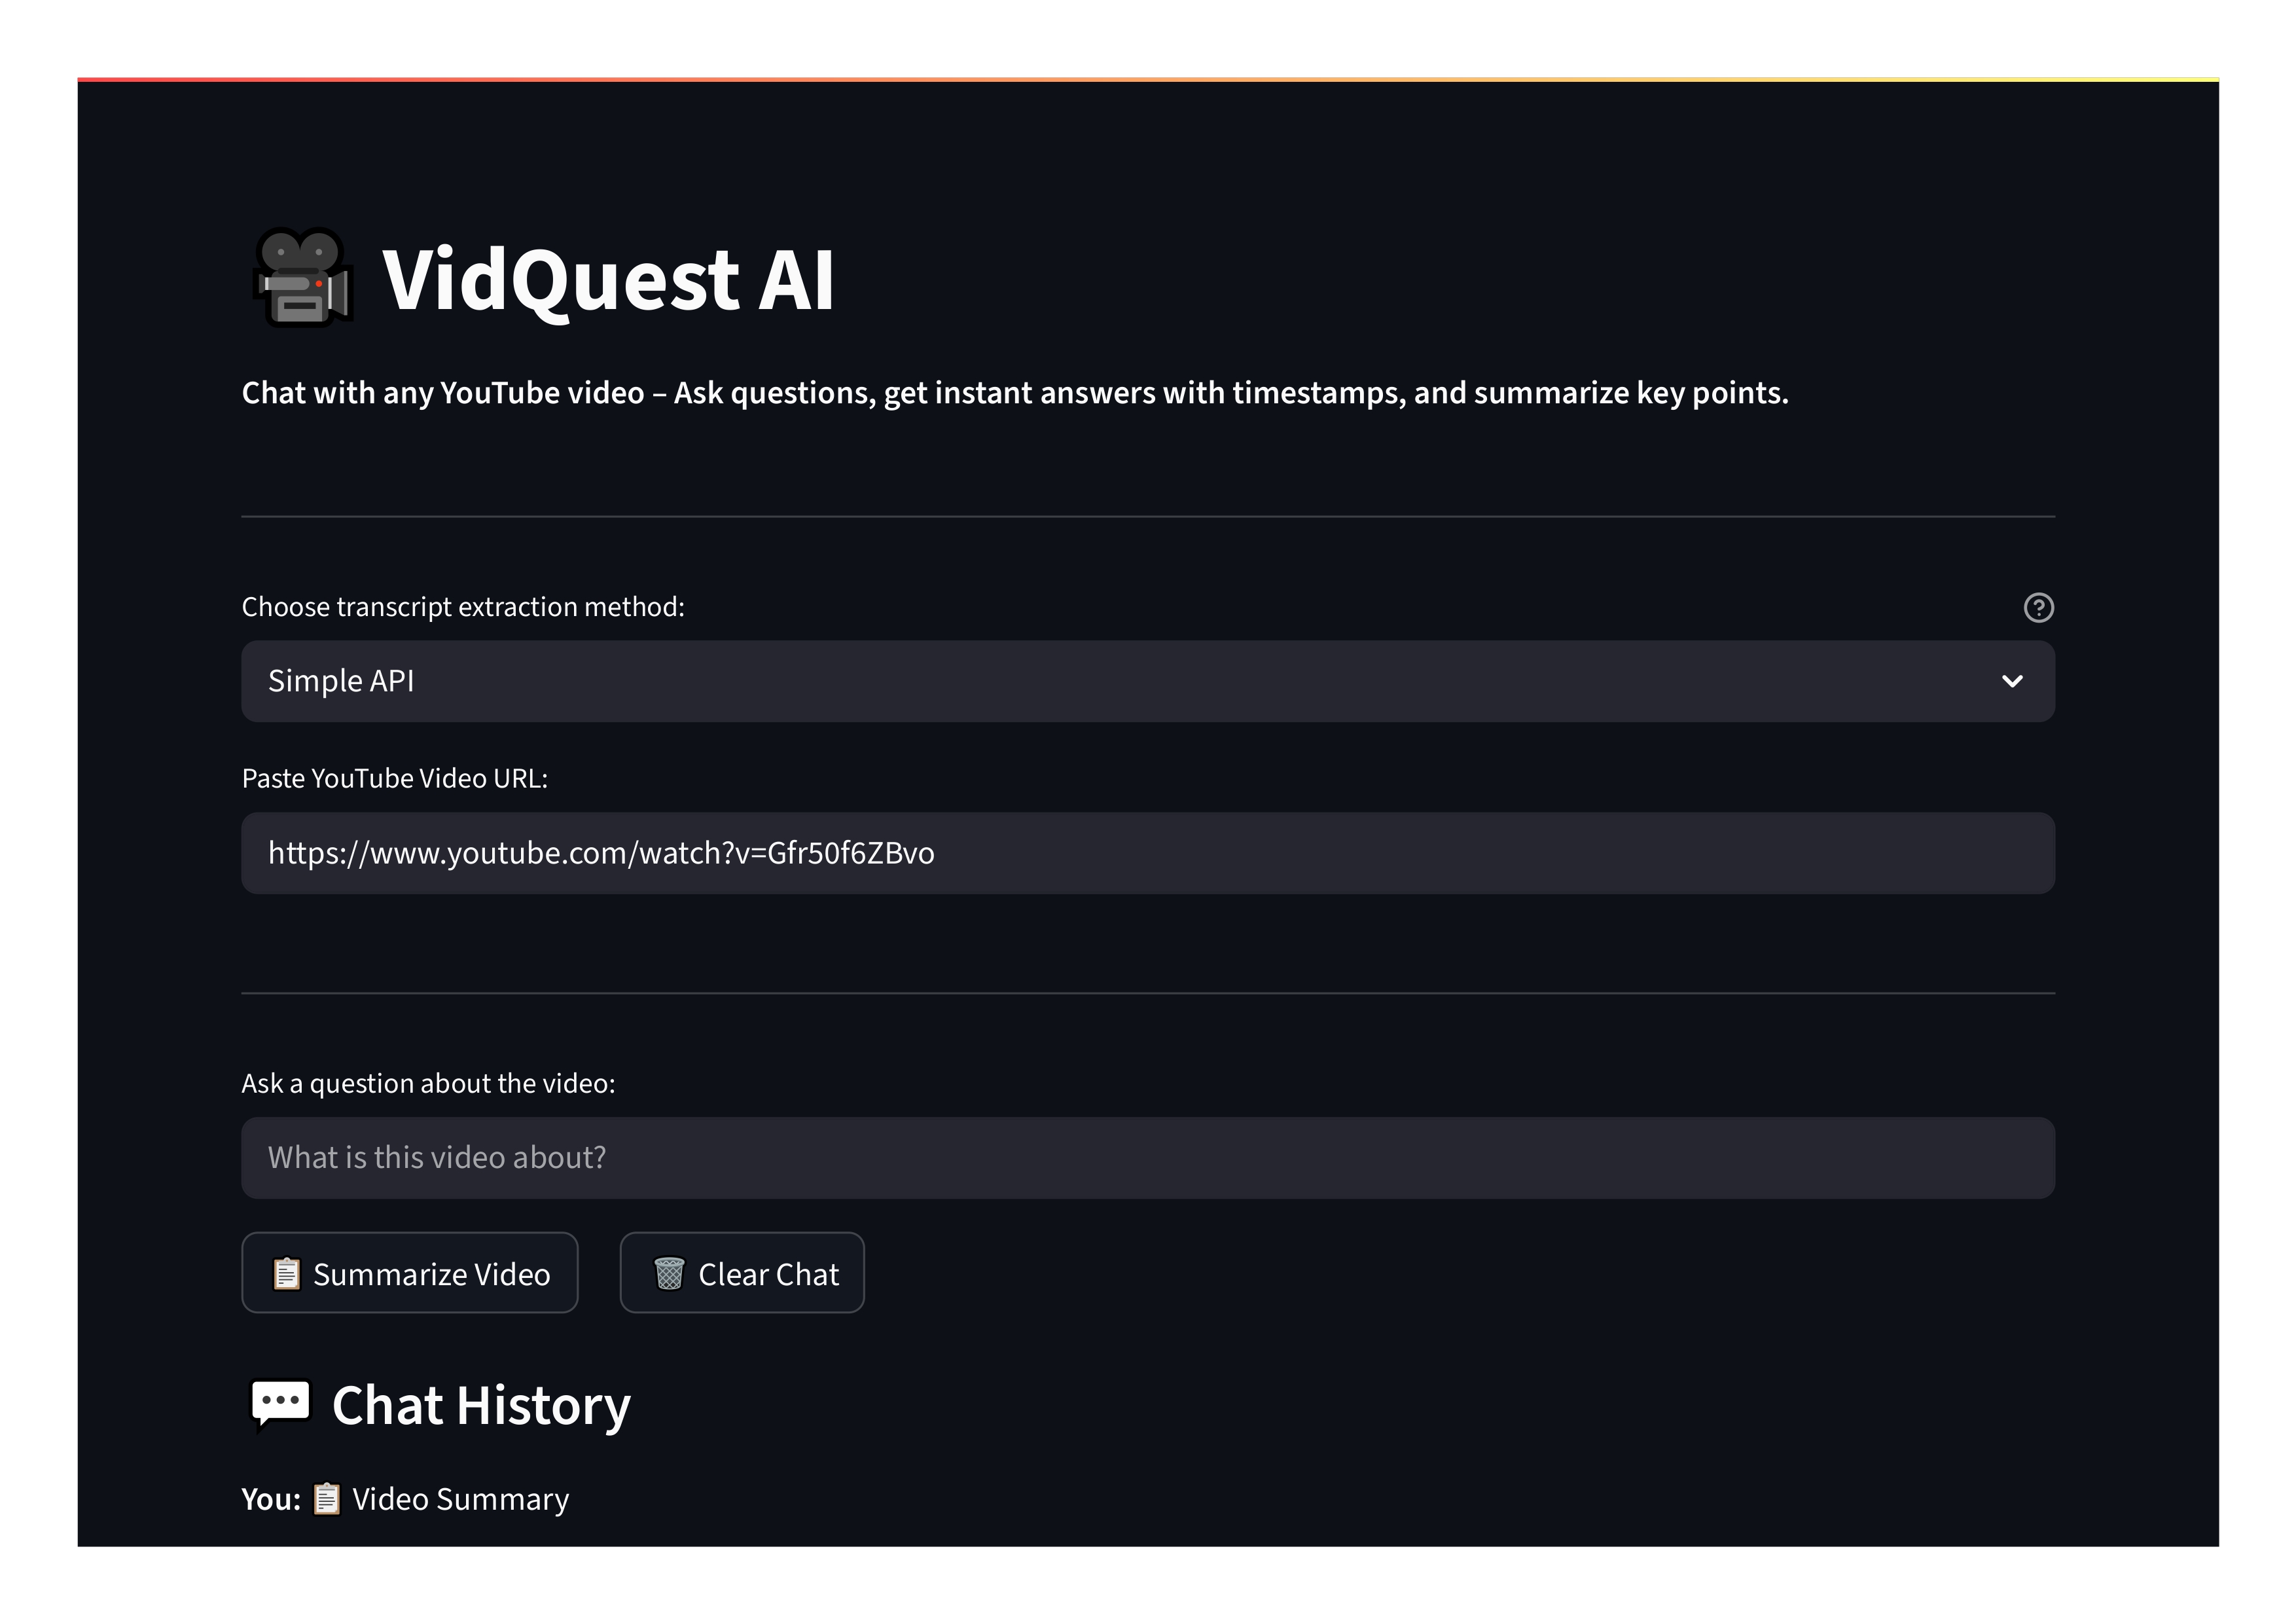 VidQuest AI
Chat with any YouTube video – Ask questions, get instant answers with timestamps, and summarize key points.
Choose transcript extraction method:
Simple API
Paste YouTube Video URL:
https://www.youtube.com/watch?v=Gfr50f6ZBvo
Ask a question about the video:
What is this video about?
Summarize Video
Clear Chat
Chat History
You: Video Summary